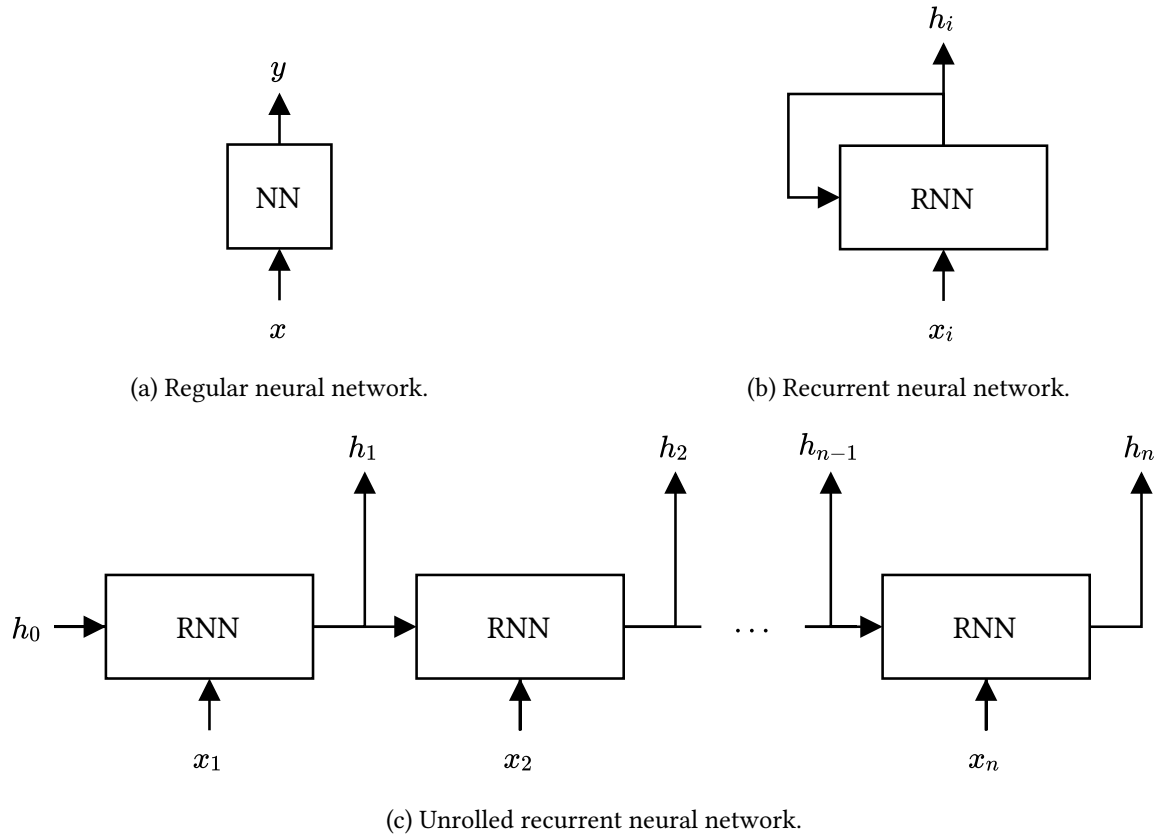 y
NN
x
(a) Regular neural network.
h_i
RNN
x_i
(b) Recurrent neural network.
h_1 h_2 h_{n-1} h_n
h_0 RNN RNN ... RNN
x_1 x_2 x_n
(c) Unrolled recurrent neural network.